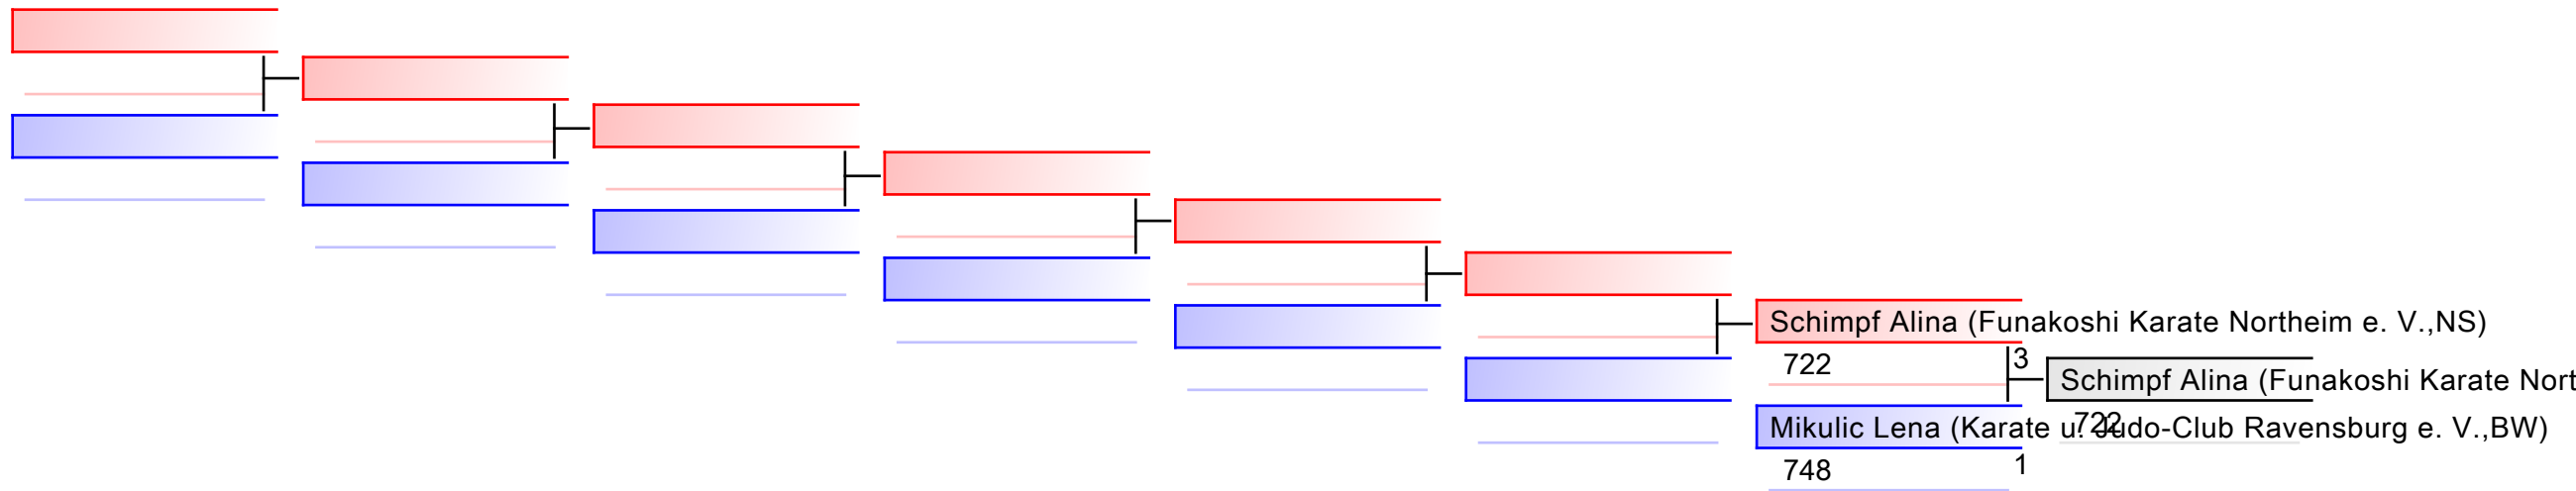 Schimpf Alina (Funakoshi Karate Northeim e. V.,NS)
722
3
Schimpf Alina (Funakoshi Karate Nort
722
Mikulic Lena (Karate u. Judo-Club Ravensburg e. V.,BW)
748
1